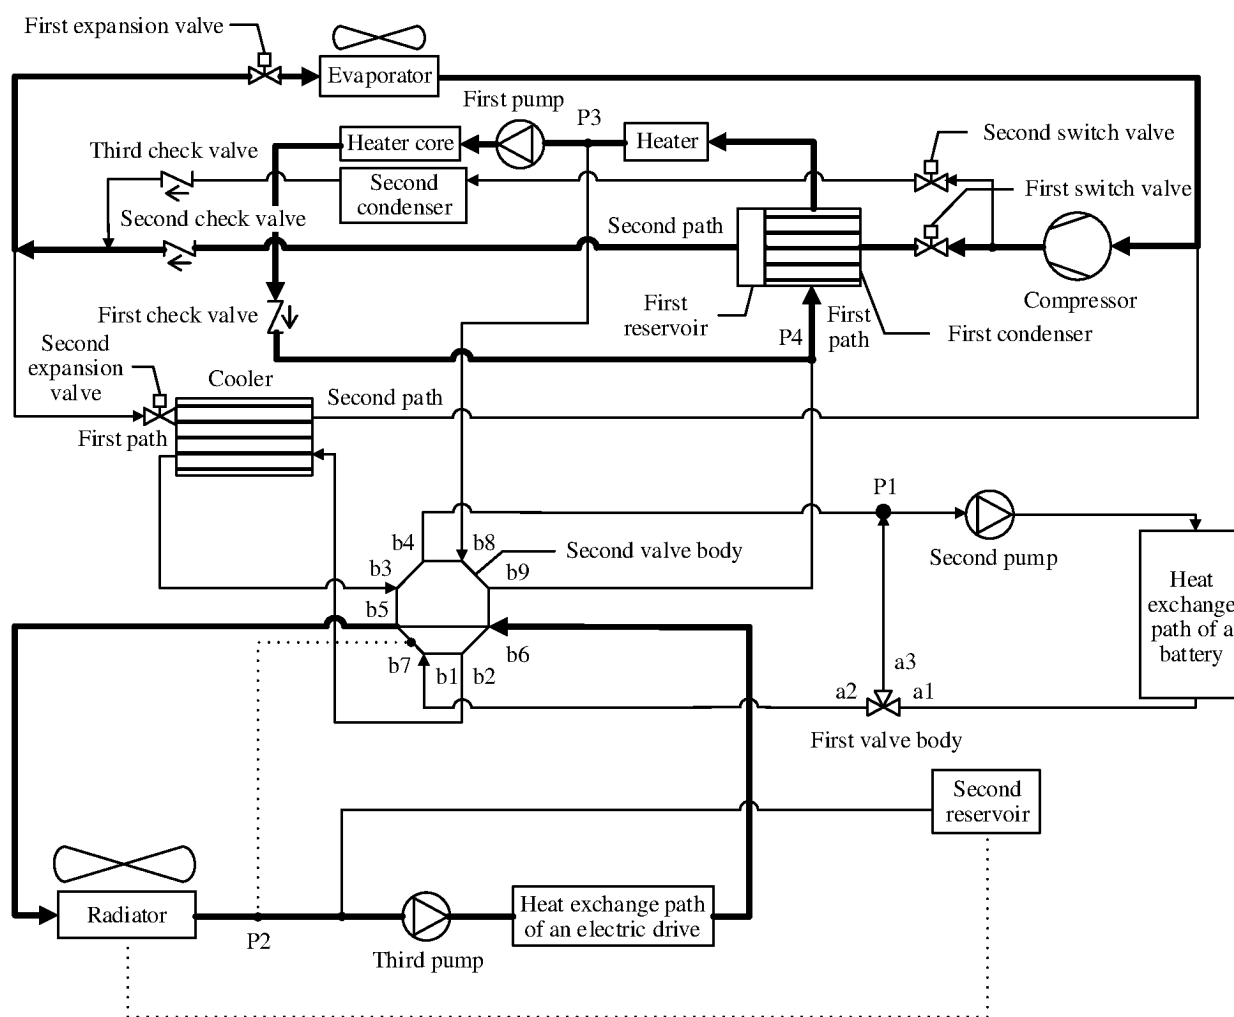 First expansion valve
Evaporator
First pump
P3
Heater core
Heater
Second switch valve
Third check valve
Second
condenser
First switch valve
Second check valve
Second path
Compressor
First check valve
First
reservoir
P4
First
path
First condenser
Second
expansion
valve
Cooler
Second path
First path
P1
b4
b8
Second valve body
Second pump
b3
b9
b5
Heat
exchange
path of a
battery
b7
b1
b2
b6
a3
a2
a1
First valve body
Second
reservoir
Radiator
P2
Third pump
Heat exchange path
of an electric drive